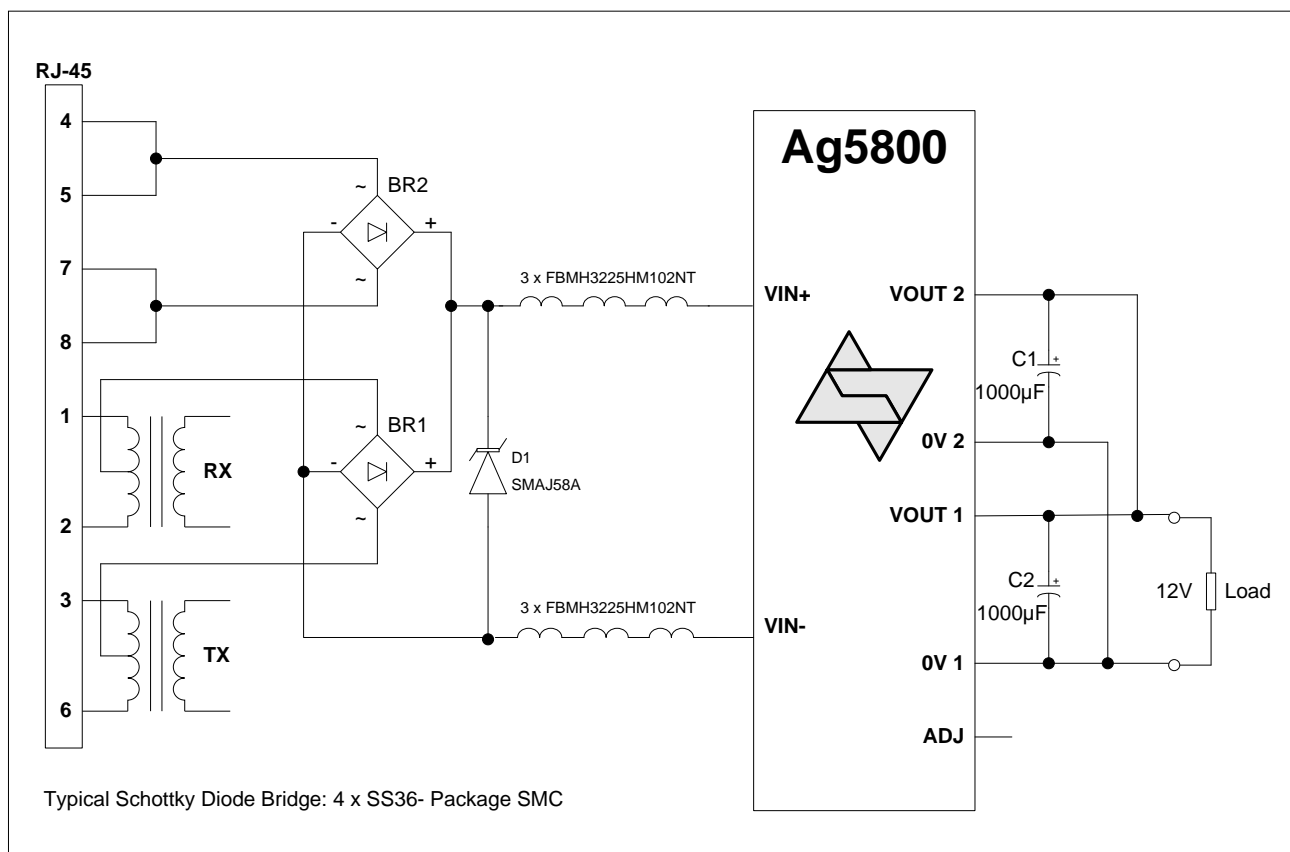 RJ-45
4
5
7
8
1
2
3
6
RX
TX
~
BR2
-
+
~
~
BR1
-
+
~
D1
SMAJ58A
3 x FBMH3225HM102NT
3 x FBMH3225HM102NT
Ag5800
VIN+
VIN-
VOUT 2
0V 2
VOUT 1
0V 1
ADJ
C1
+
1000µF
C2
+
1000µF
12V
Load
Typical Schottky Diode Bridge: 4 x SS36- Package SMC